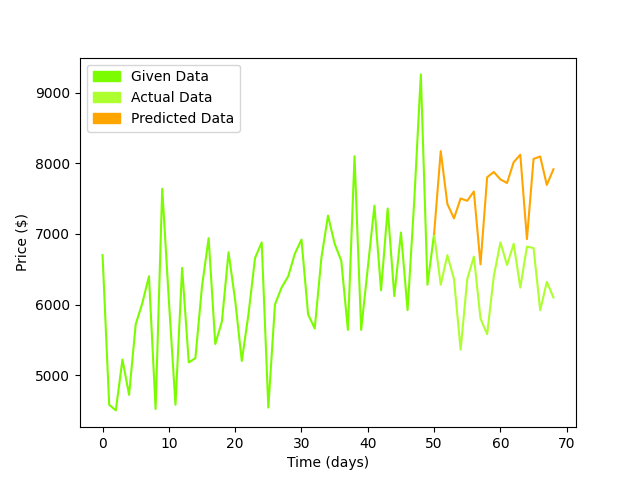 Given Data
Actual Data
Predicted Data
9000
8000
7000
6000
5000
Price ($)
0 10 20 30 40 50 60 70
Time (days)